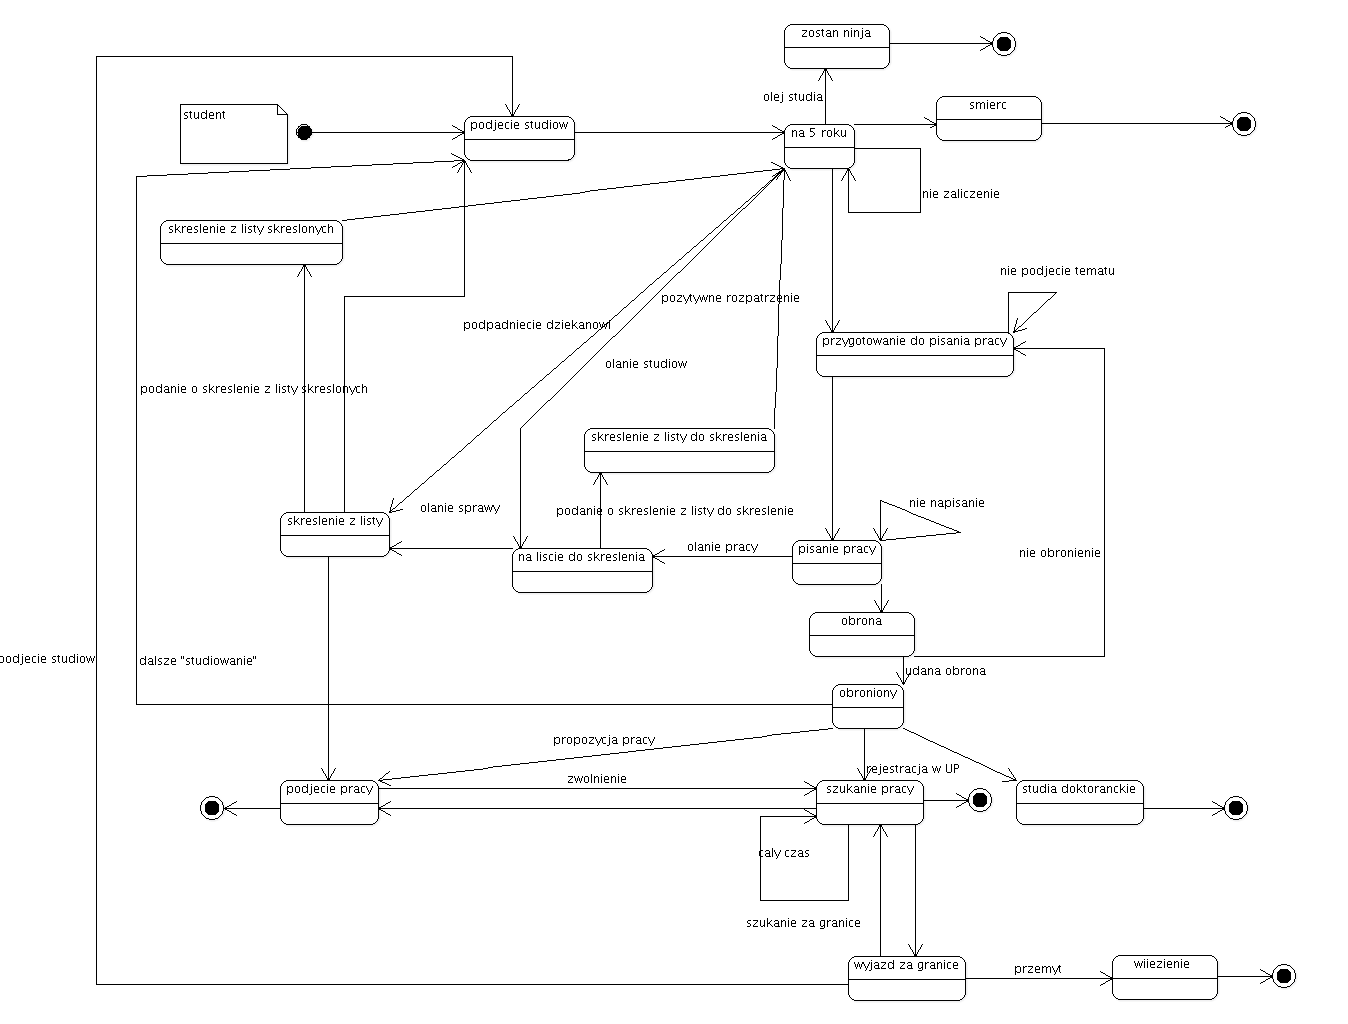 zostan ninja
olej studia
smierc
student
podjecie studiow
na 5 roku
nie zaliczenie
skreslenie z listy skreslonych
nie podjecie tematu
pozytywne rozpatrzenie
podpadniecie dziekanowi
przygotowanie do pisania pracy
olanie studiow
podanie o skreslenie z listy skreslonych
skreslenie z listy do skreslenia
nie napisanie
olanie sprawy
podanie o skreslenie z listy do skreslenie
skreslenie z listy
olanie pracy
pisanie pracy
nie obronienie
na liscie do skreslenia
obrona
podjecie studiow
dalsze "studiowanie"
udana obrona
obroniony
propozycja pracy
rejestracja w UP
zwolnienie
podjecie pracy
szukanie pracy
studia doktoranckie
caly czas
szukanie za granice
wyjazd za granice
przemyt
wiiezienie